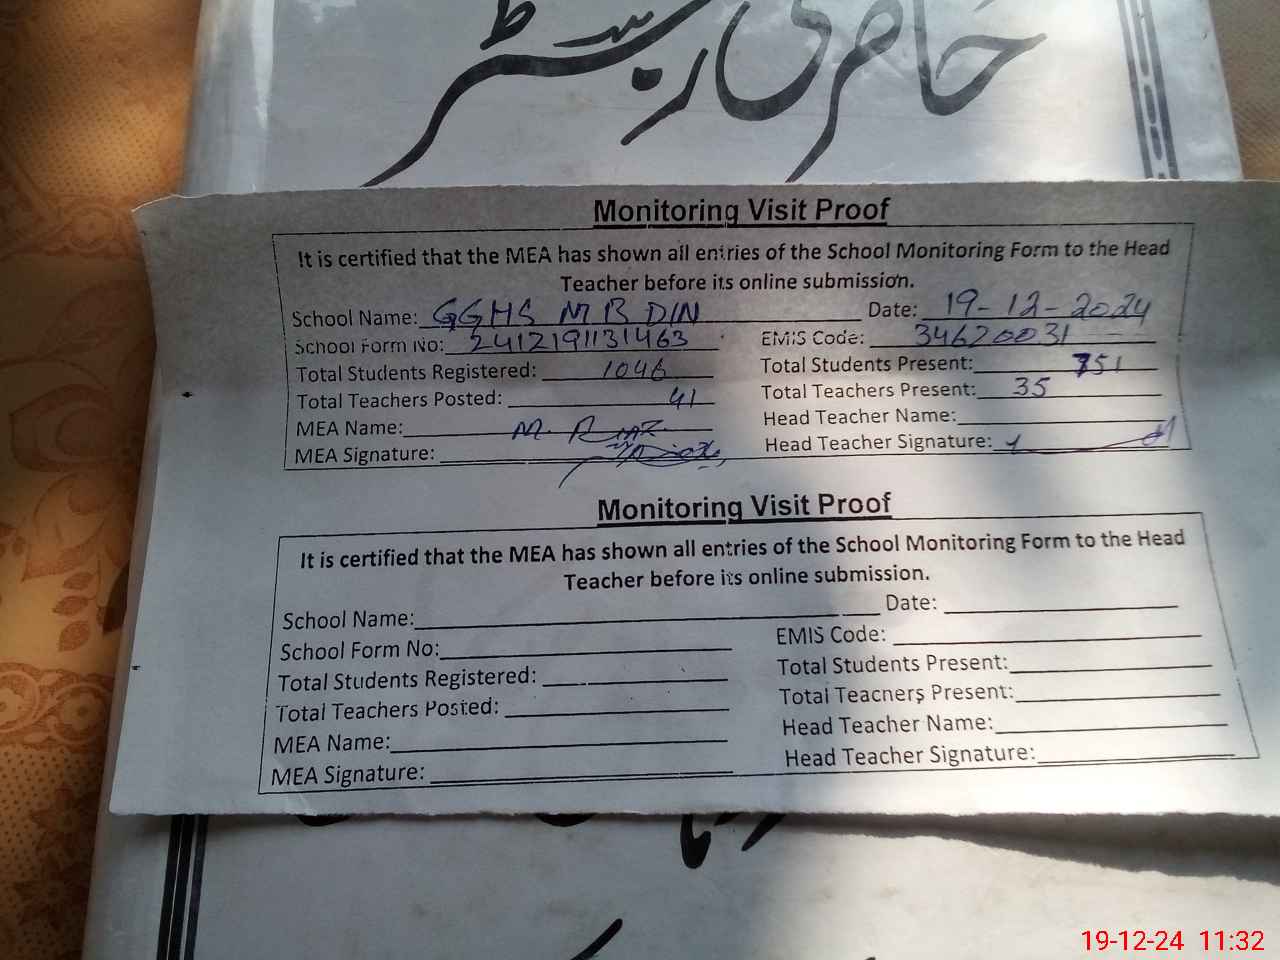 حاضری رجسٹر
Monitoring Visit Proof
It is certified that the MEA has shown all entries of the School Monitoring Form to the Head
Teacher before its online submission.
School Name: GGHS M B DIN Date: 19-12-2024
School Form No: 2412191131463 EMIS Code: 34620031
Total Students Registered: 1046 Total Students Present: 751
Total Teachers Posted: 41 Total Teachers Present: 35
MEA Name: M. Riaz Head Teacher Name:
MEA Signature: Head Teacher Signature:
Monitoring Visit Proof
It is certified that the MEA has shown all entries of the School Monitoring Form to the Head
Teacher before its online submission.
School Name: Date:
School Form No: EMIS Code:
Total Students Registered: Total Students Present:
Total Teachers Posted: Total Teachers Present:
MEA Name: Head Teacher Name:
MEA Signature: Head Teacher Signature:
19-12-24 11:32